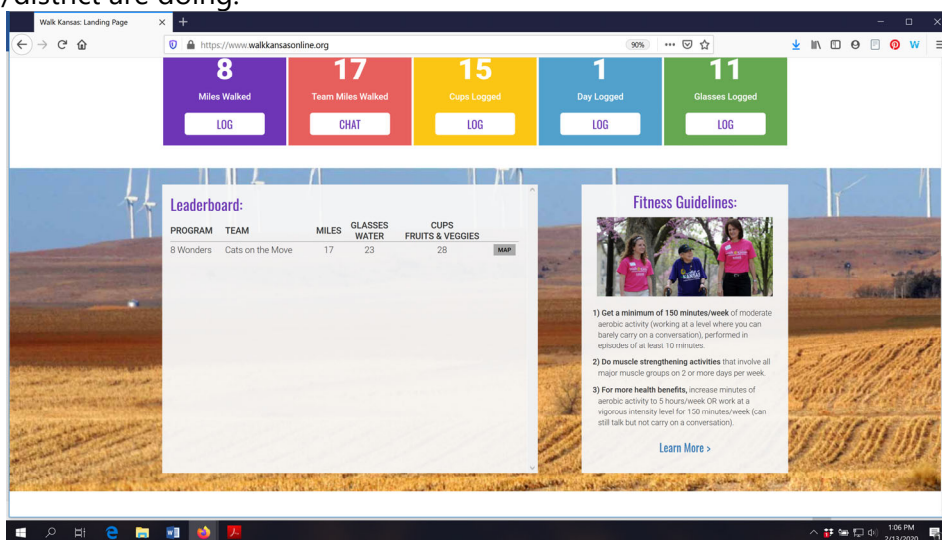 /district are doing.
Walk Kansas: Landing Page
https://www.walkkansasonline.org
90%
8 17 15 1 11
Miles Walked Team Miles Walked Cups Logged Day Logged Glasses Logged
LOG CHAT LOG LOG LOG
Leaderboard:
PROGRAM TEAM MILES GLASSES WATER CUPS FRUITS & VEGGIES
8 Wonders Cats on the Move 17 23 28 MAP
Fitness Guidelines:
1) Get a minimum of 150 minutes/week of moderate
aerobic activity (working at a level where you can
barely carry on a conversation), performed in
episodes of at least 10 minutes.
2) Do muscle strengthening activities that involve all
major muscle groups on 2 or more days per week.
3) For more health benefits, increase minutes of
aerobic activity to 5 hours/week OR work at a
vigorous intensity level for 150 minutes/week (can
still talk but not carry on a conversation).
Learn More >
1:06 PM
2/13/2020